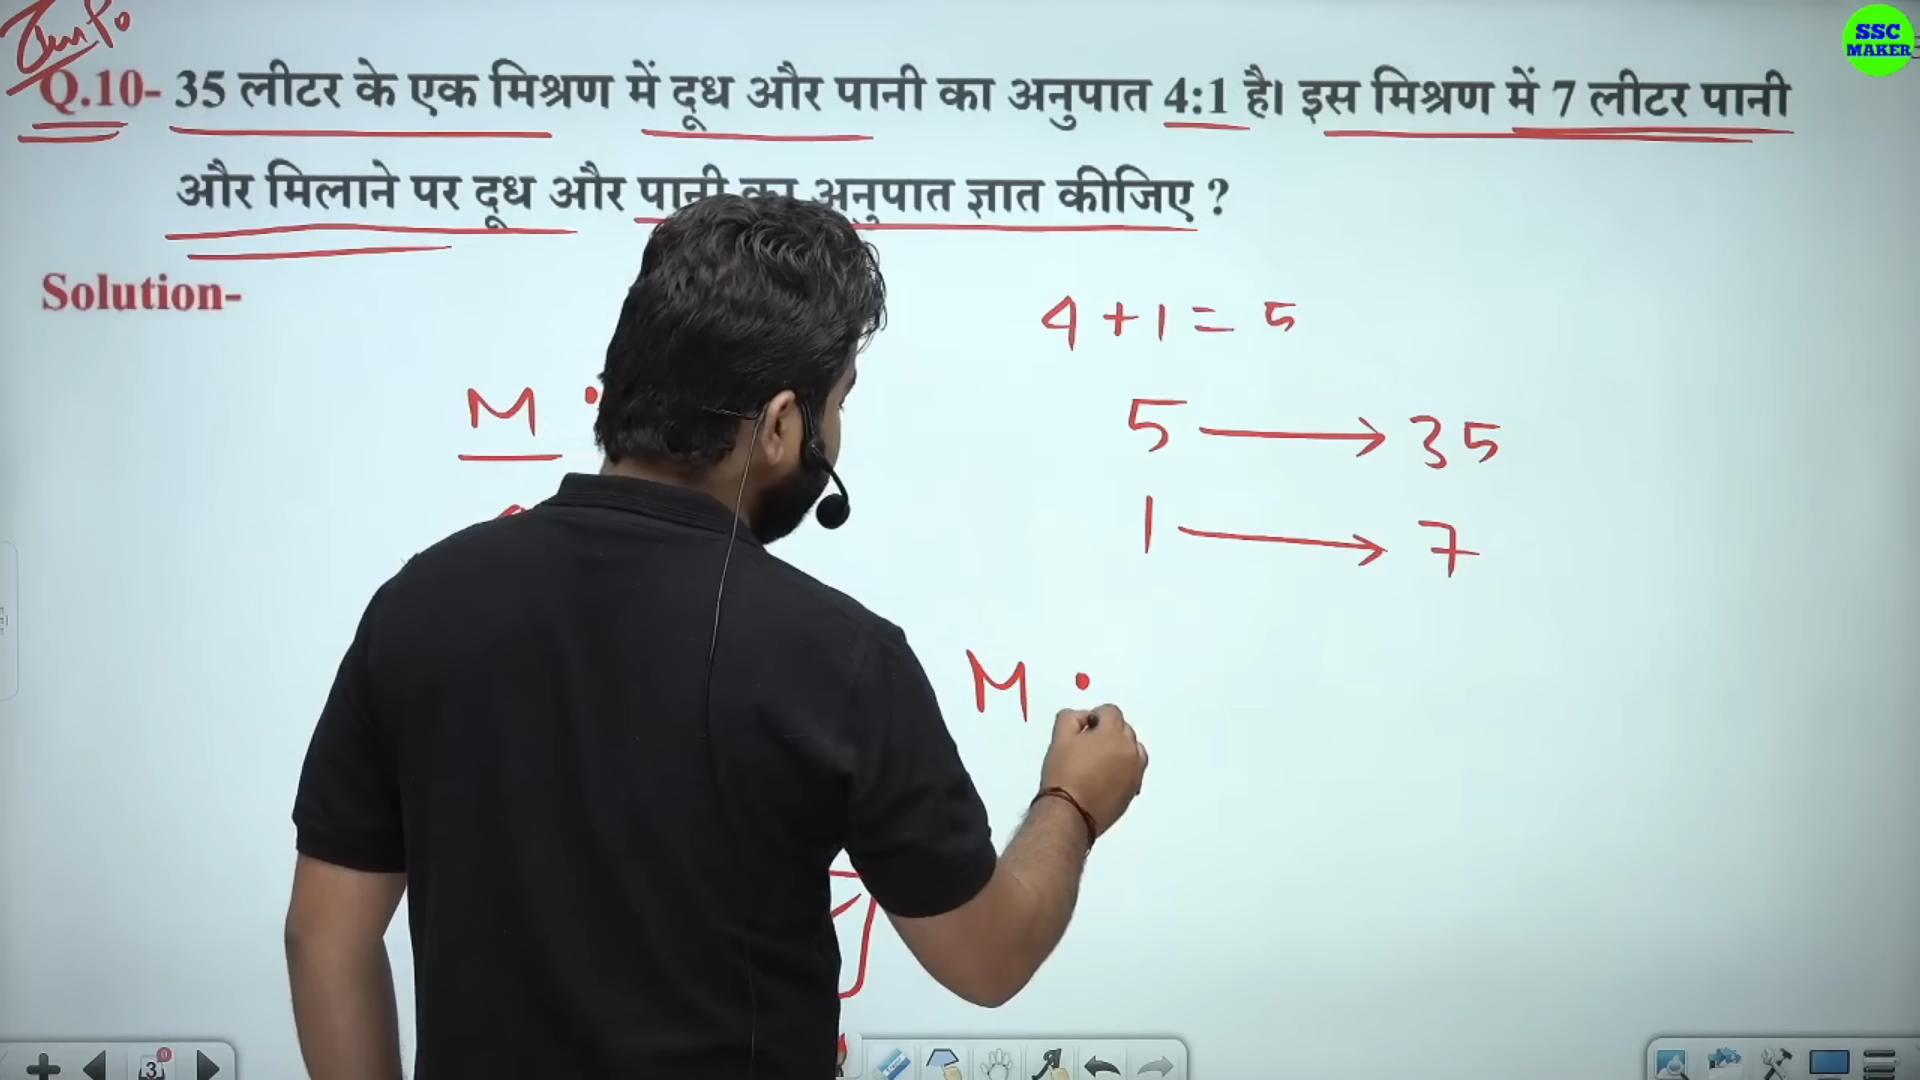 SSC
MAKER
Q.10- 35 लीटर के एक मिश्रण में दूध और पानी का अनुपात 4:1 है। इस मिश्रण में 7 लीटर पानी
और मिलाने पर दूध और पानी का अनुपात ज्ञात कीजिए ?
Solution-
4 + 1 = 5
M :
5 → 35
1 → 7
M :
3